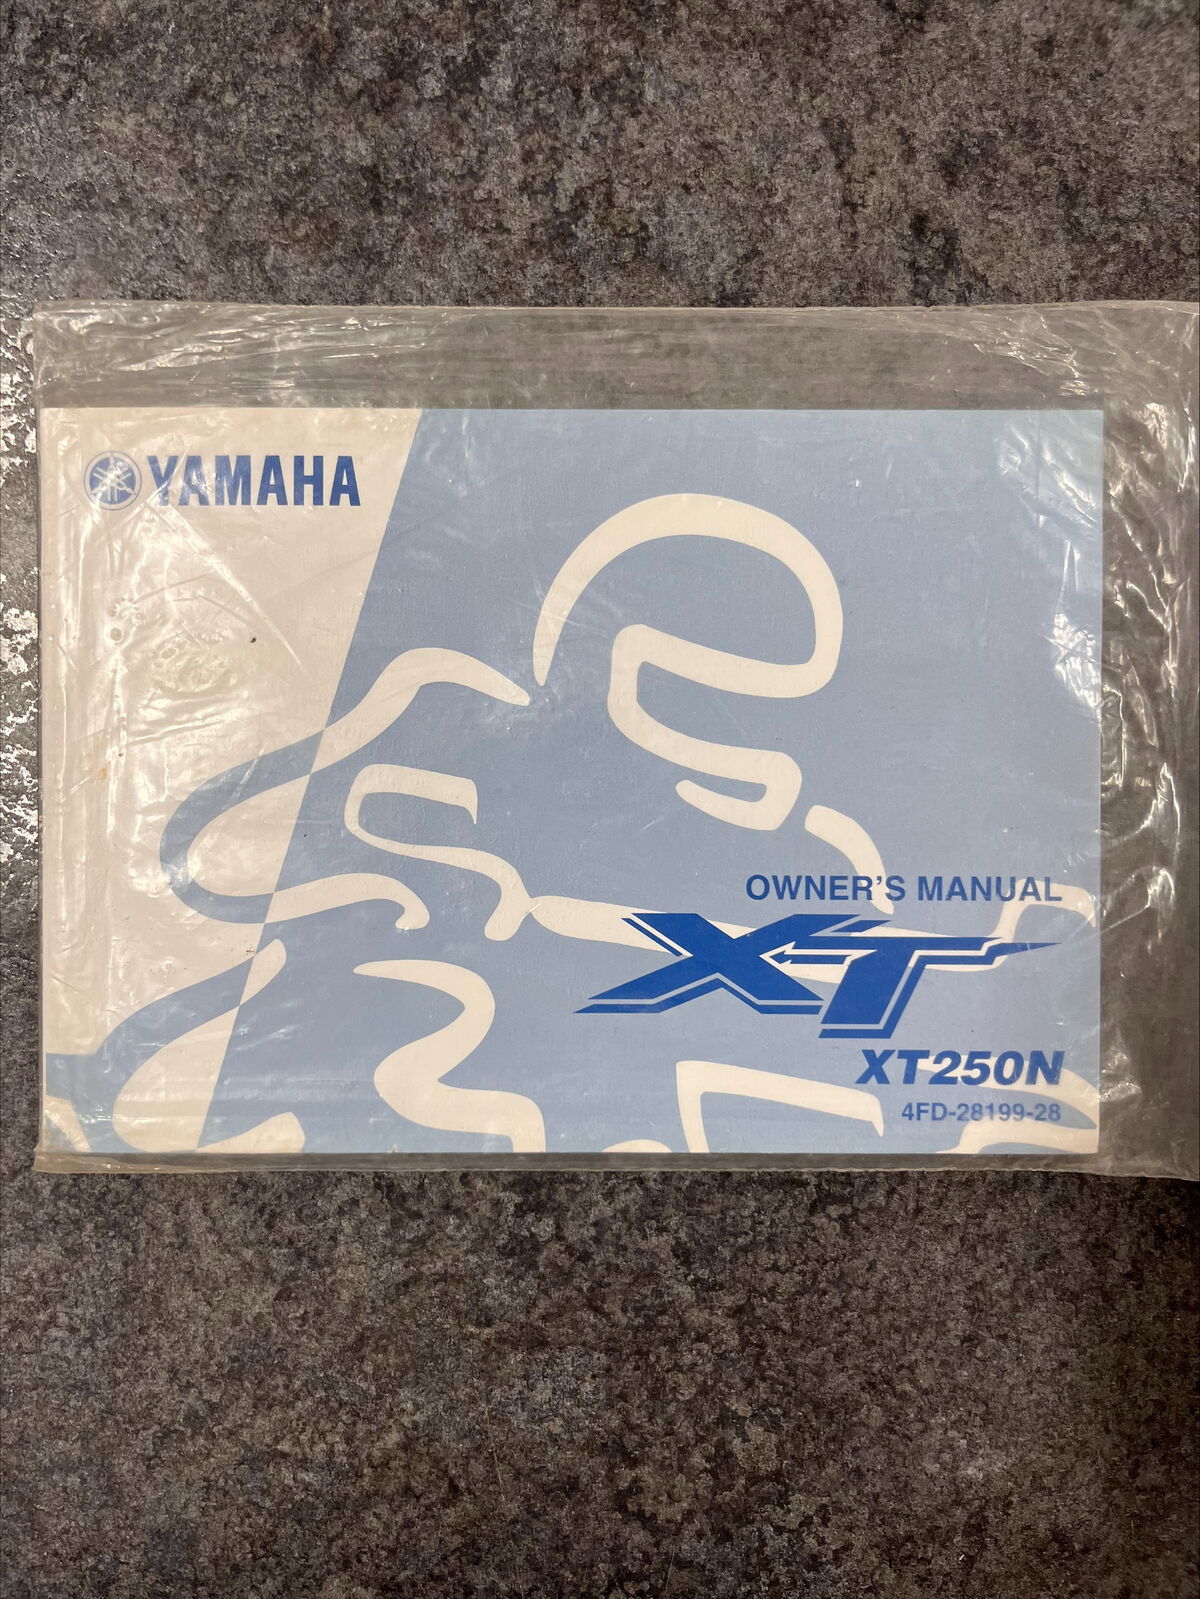 YAMAHA
OWNER'S MANUAL
XT
XT250N
4FD-28199-28